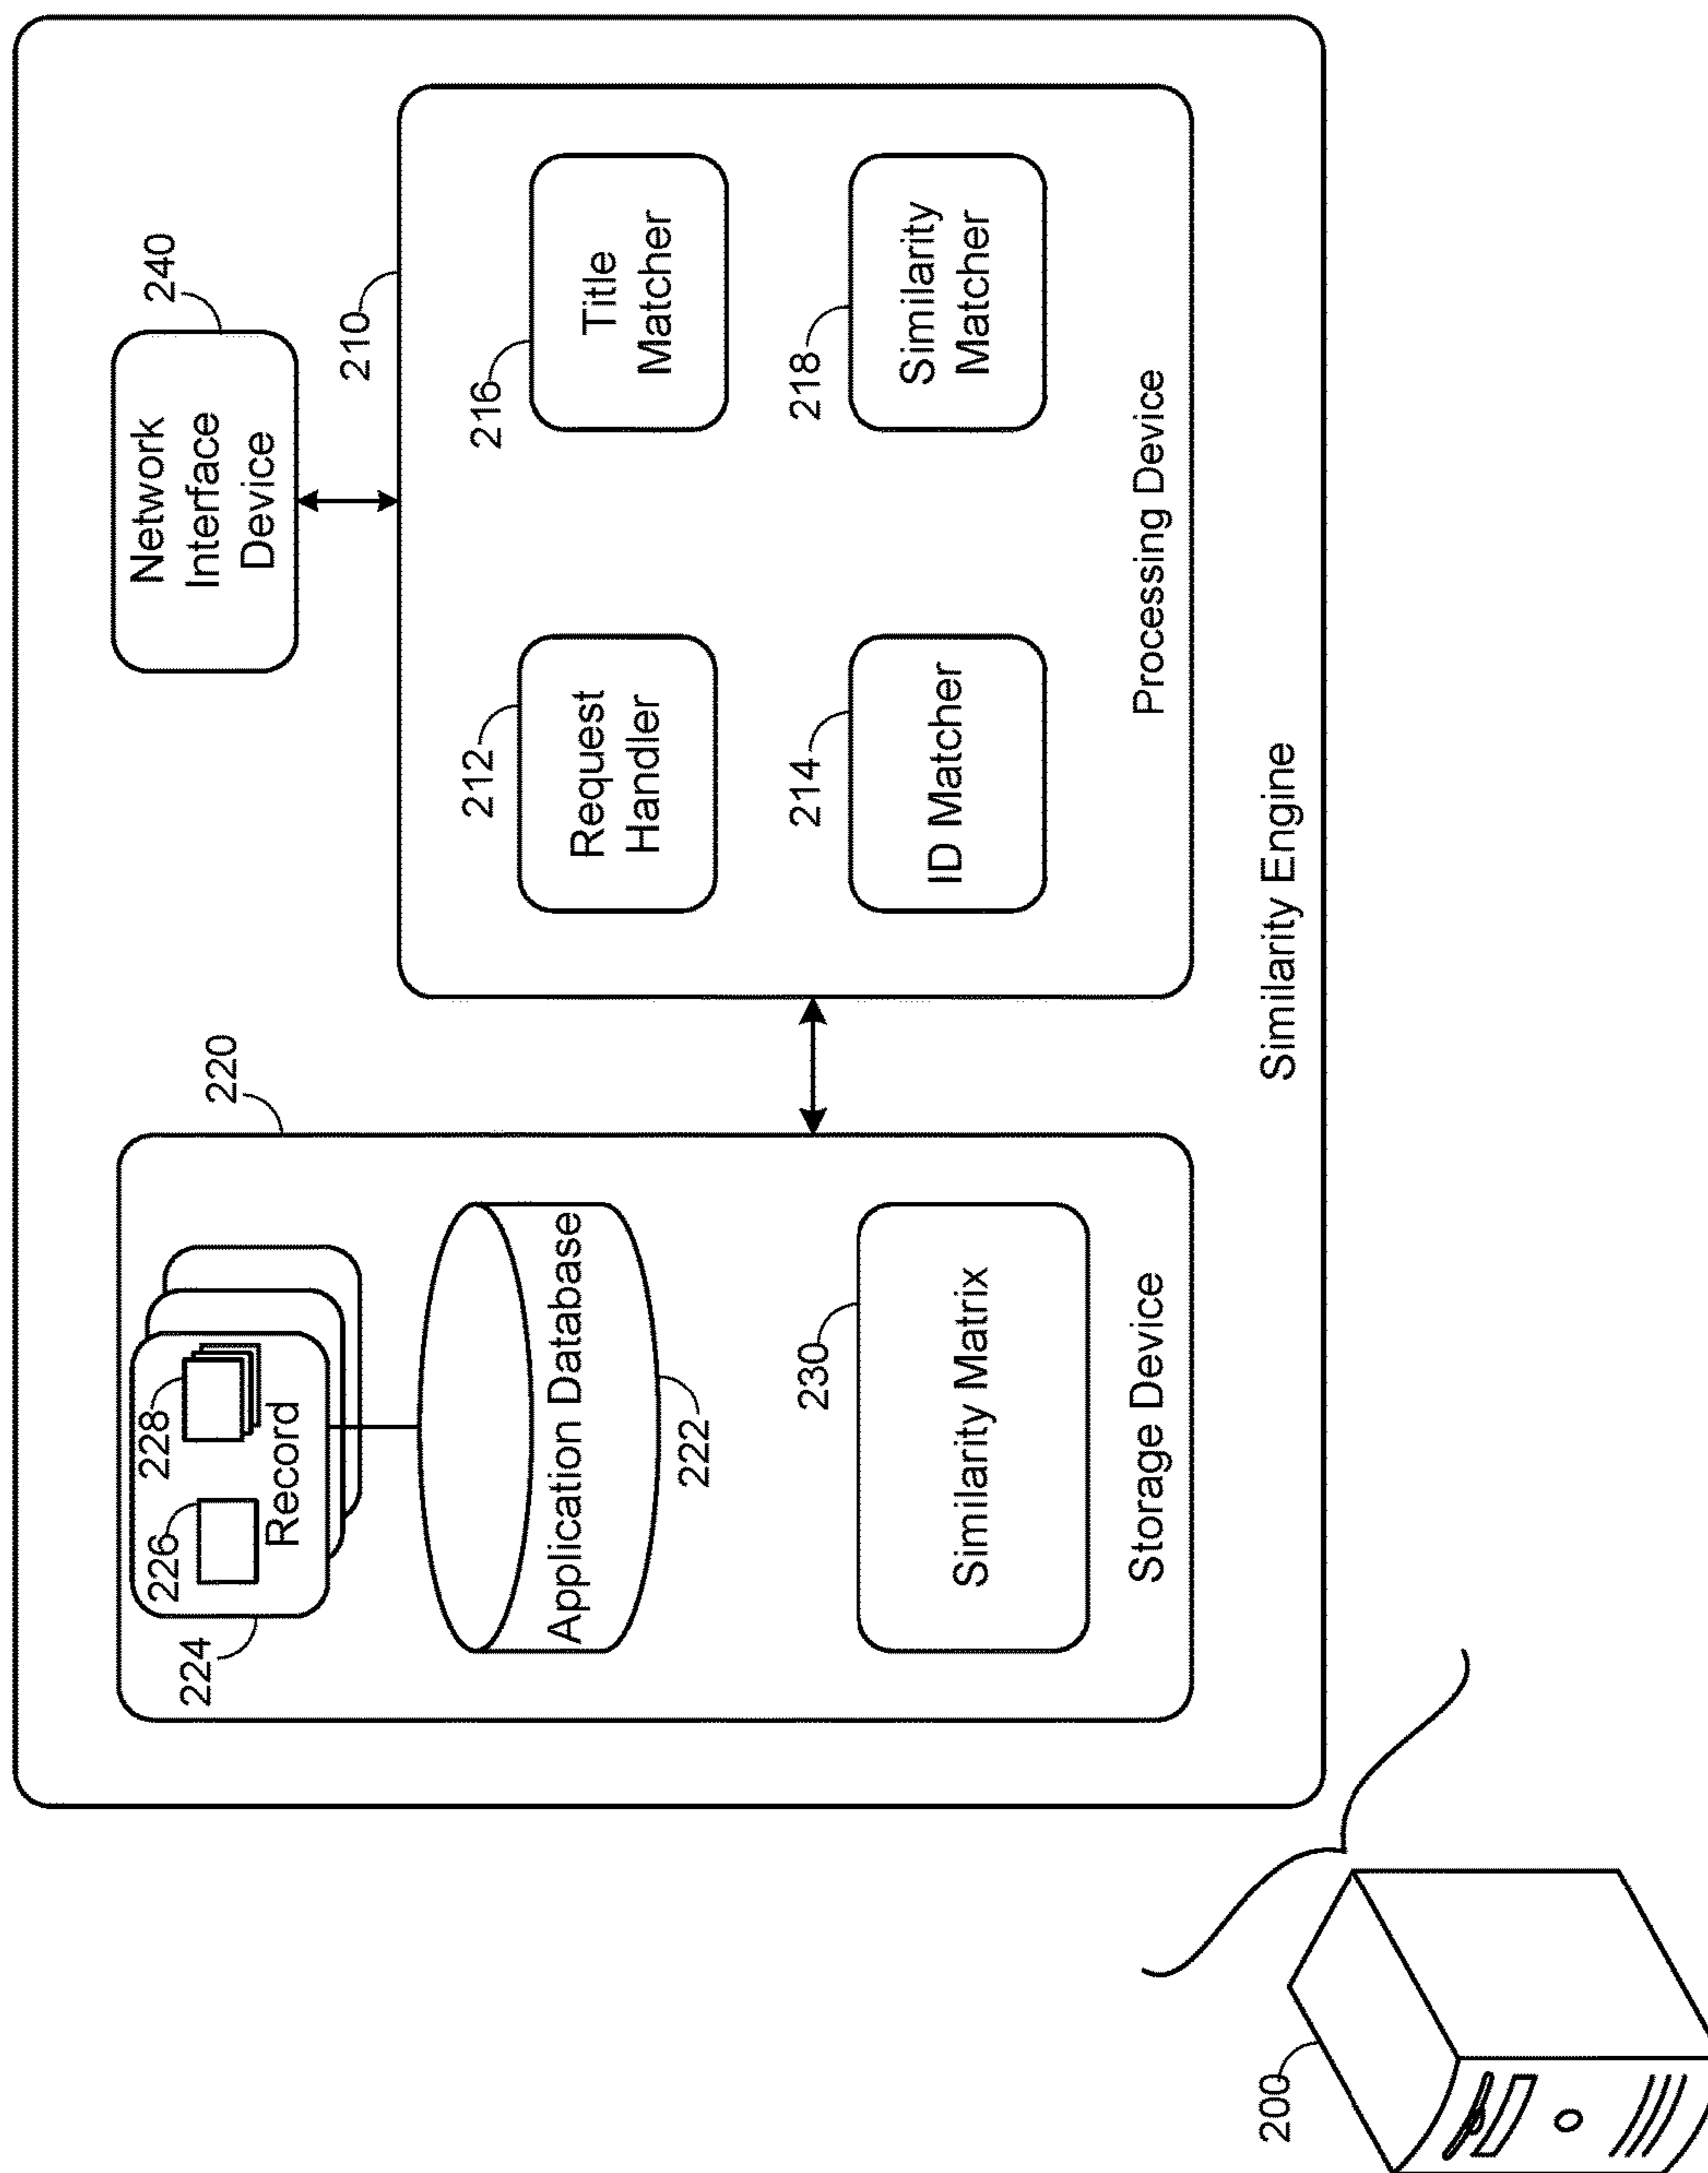 224
226
228
Record
220
Application Database
222
230
Similarity Matrix
Storage Device
Network
Interface
Device
240
210
212
Request
Handler
216
Title
Matcher
214
ID Matcher
218
Similarity
Matcher
Processing Device
Similarity Engine
200